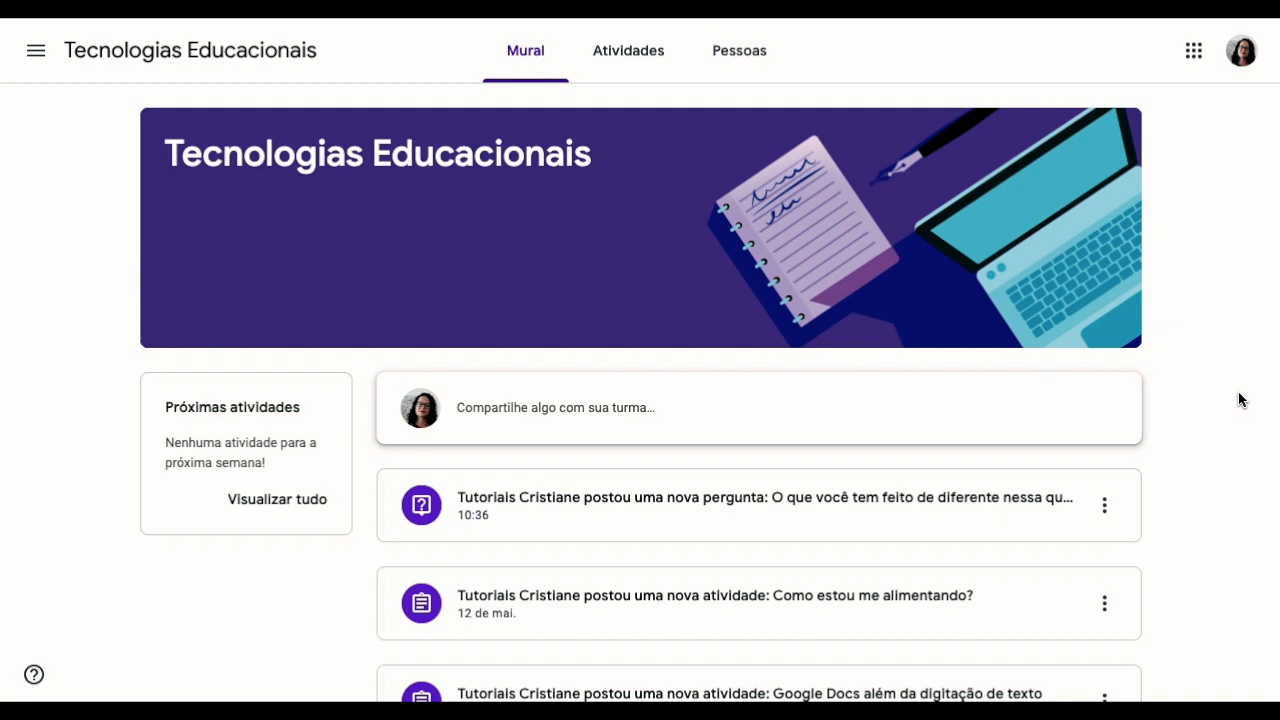 Tecnologias Educacionais
Mural
Atividades
Pessoas
Tecnologias Educacionais
Próximas atividades
Nenhuma atividade para a
próxima semana!
Visualizar tudo
Compartilhe algo com sua turma...
Tutoriais Cristiane postou uma nova pergunta: O que você tem feito de diferente nessa qu...
10:36
Tutoriais Cristiane postou uma nova atividade: Como estou me alimentando?
12 de mai.
Tutoriais Cristiane postou uma nova atividade: Google Docs além da digitação de texto